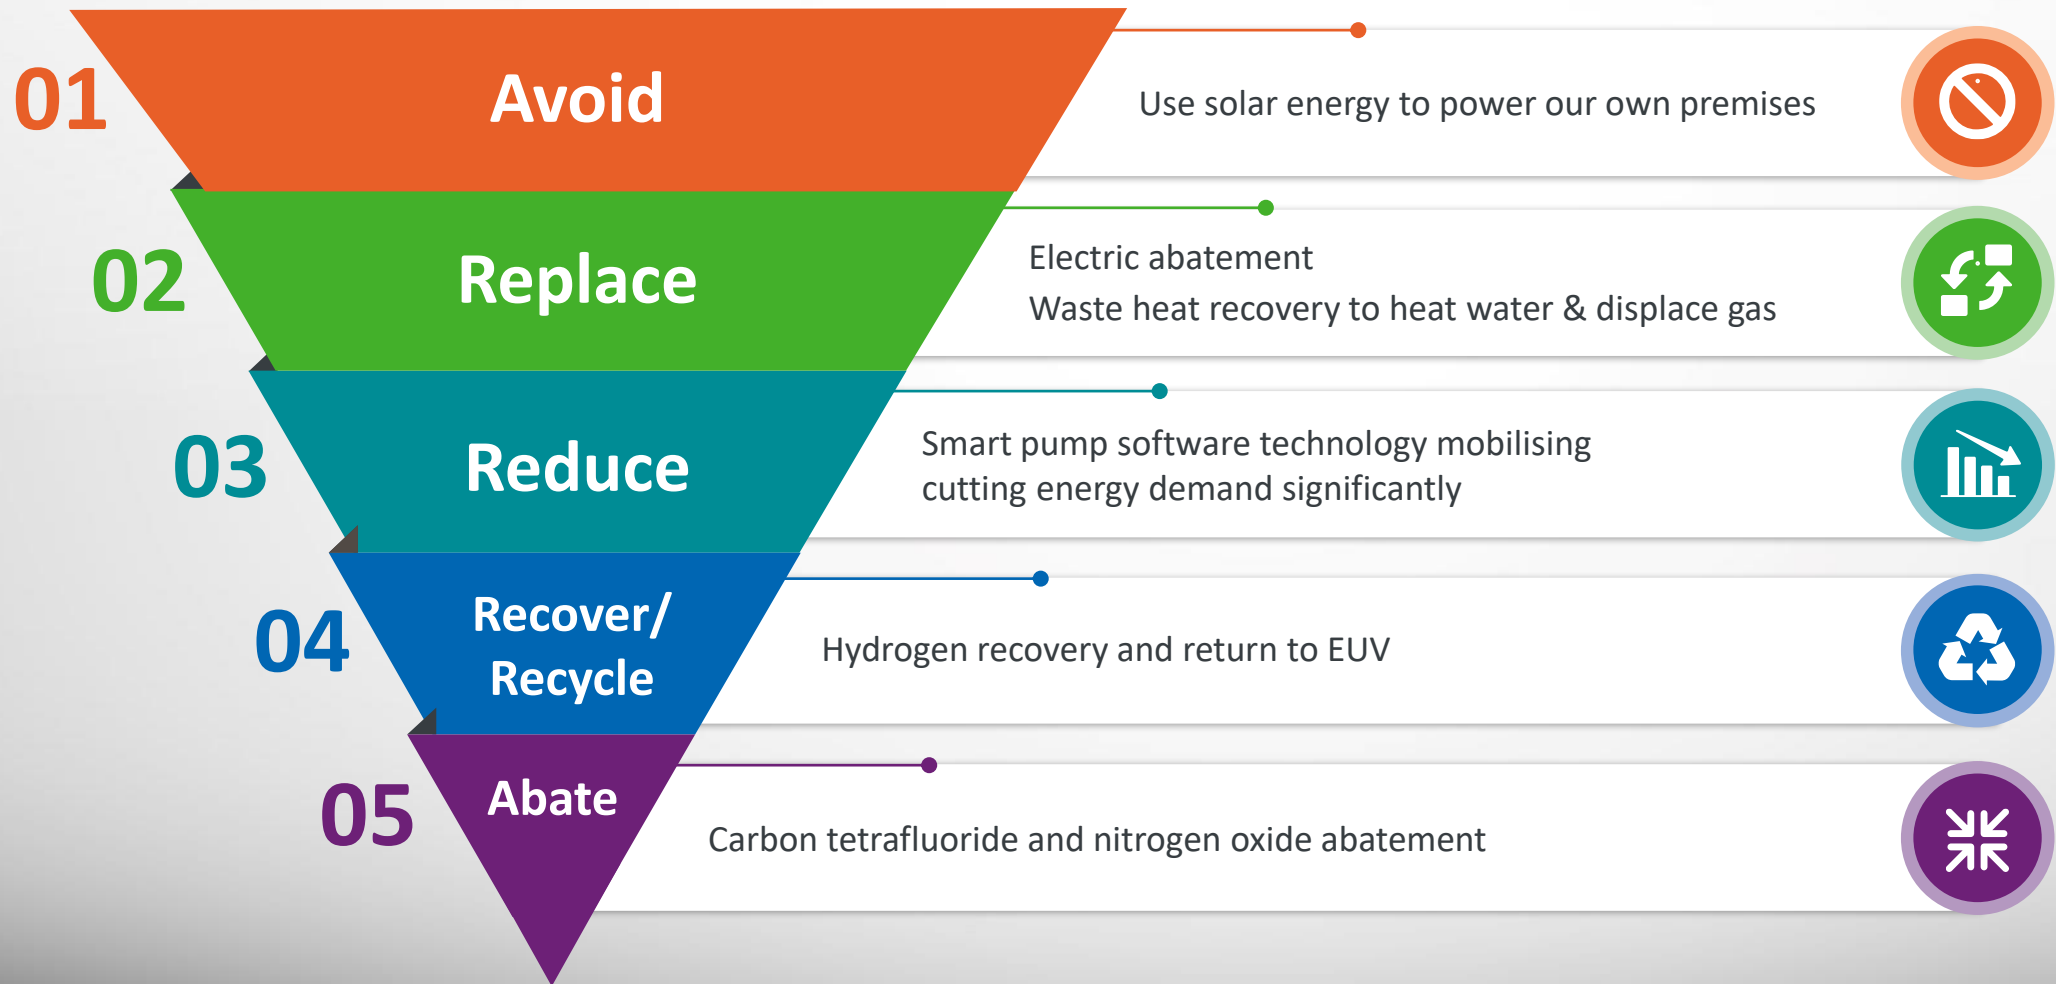 01
Avoid
Use solar energy to power our own premises
02
Replace
Electric abatement
Waste heat recovery to heat water & displace gas
03
Reduce
Smart pump software technology mobilising
cutting energy demand significantly
04
Recover/
Recycle
Hydrogen recovery and return to EUV
05
Abate
Carbon tetrafluoride and nitrogen oxide abatement